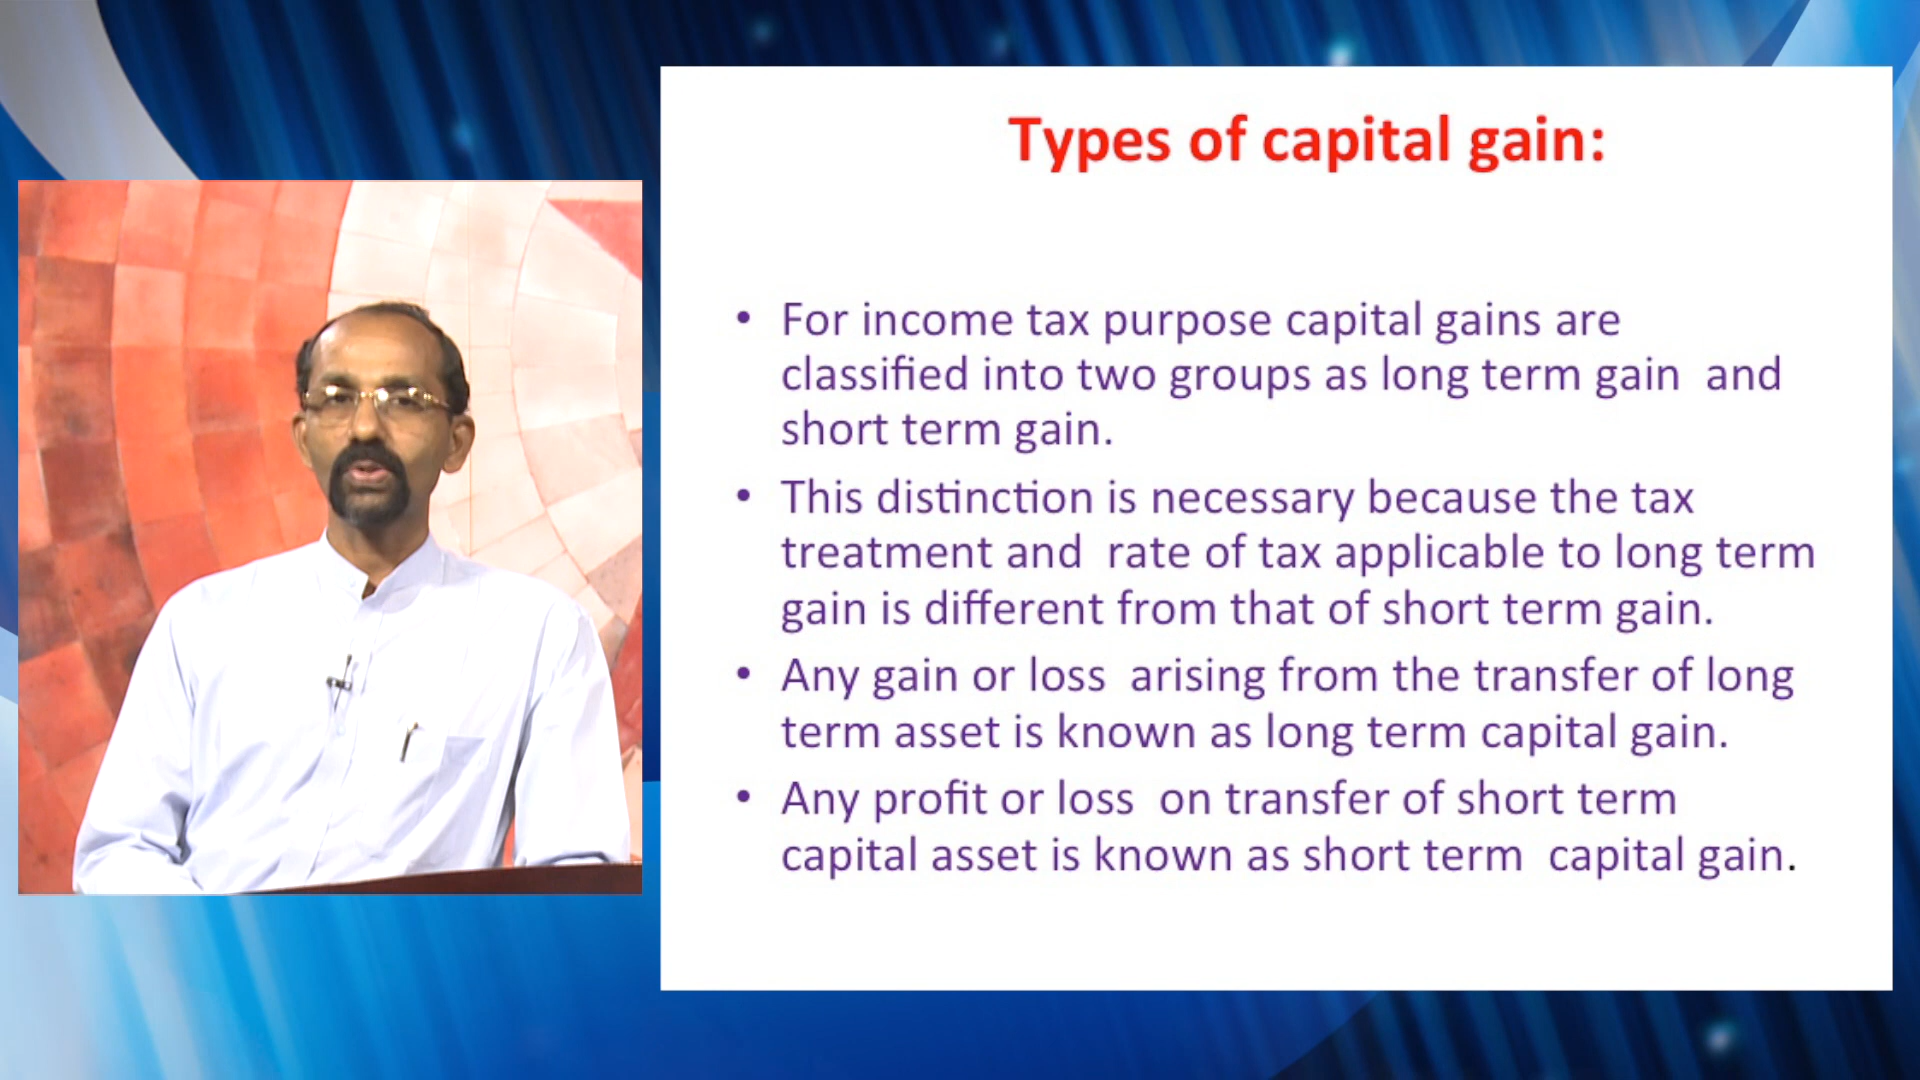 Types of capital gain:
• For income tax purpose capital gains are
classified into two groups as long term gain  and
short term gain.
• This distinction is necessary because the tax
treatment and  rate of tax applicable to long term
gain is different from that of short term gain.
• Any gain or loss  arising from the transfer of long
term asset is known as long term capital gain.
• Any profit or loss  on transfer of short term
capital asset is known as short term  capital gain.